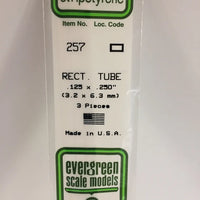 Item No. Loc. Code
257
RECT. TUBE
.125 x .250"
(3.2 x 6.3 mm)
3 Pieces
Made in U.S.A.
evergreen
scale models